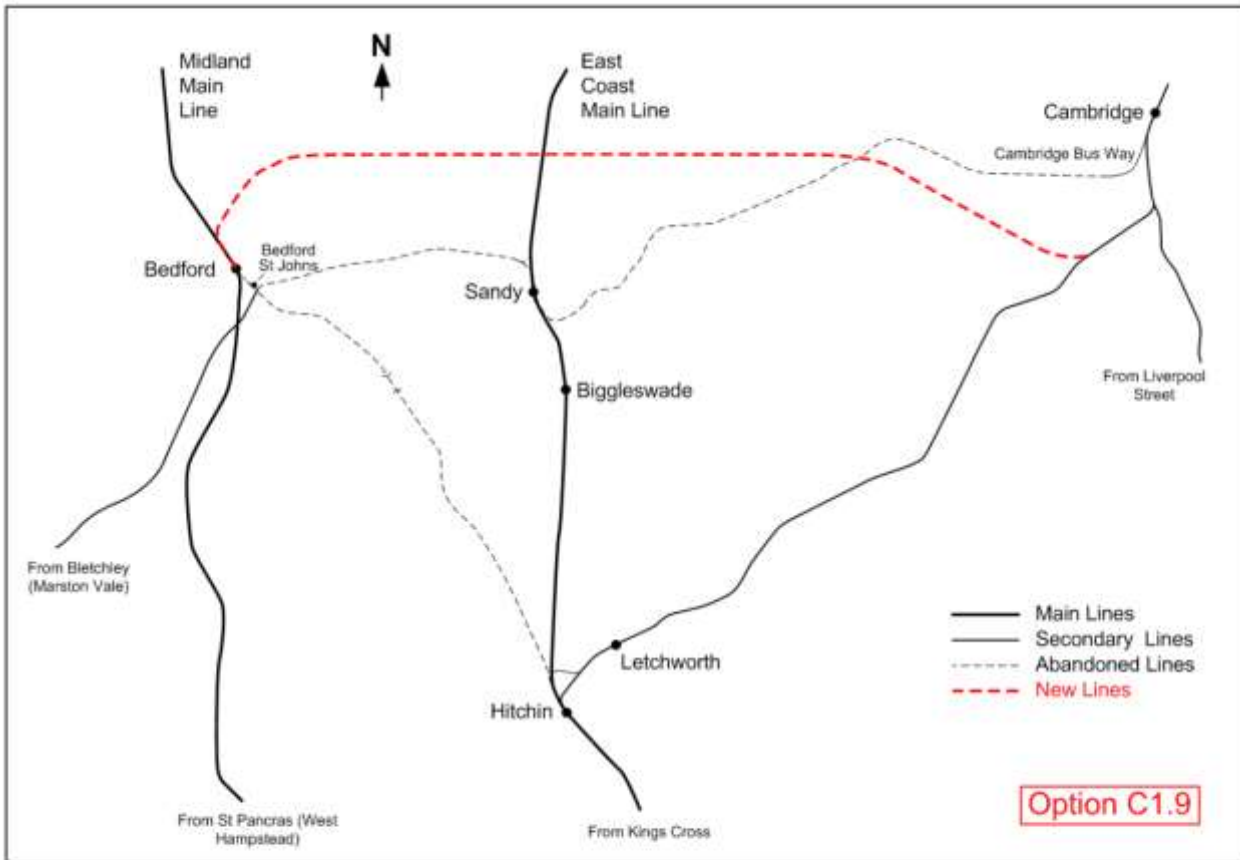 Midland
Main
Line
N
East
Coast
Main Line
Cambridge
Cambridge Bus Way
Bedford
St Johns
Bedford
Sandy
From Liverpool
Street
Biggleswade
From Bletchley
(Marston Vale)
Main Lines
Secondary Lines
Abandoned Lines
New Lines
Letchworth
Hitchin
Option C1.9
From St Pancras (West
Hampstead)
From Kings Cross